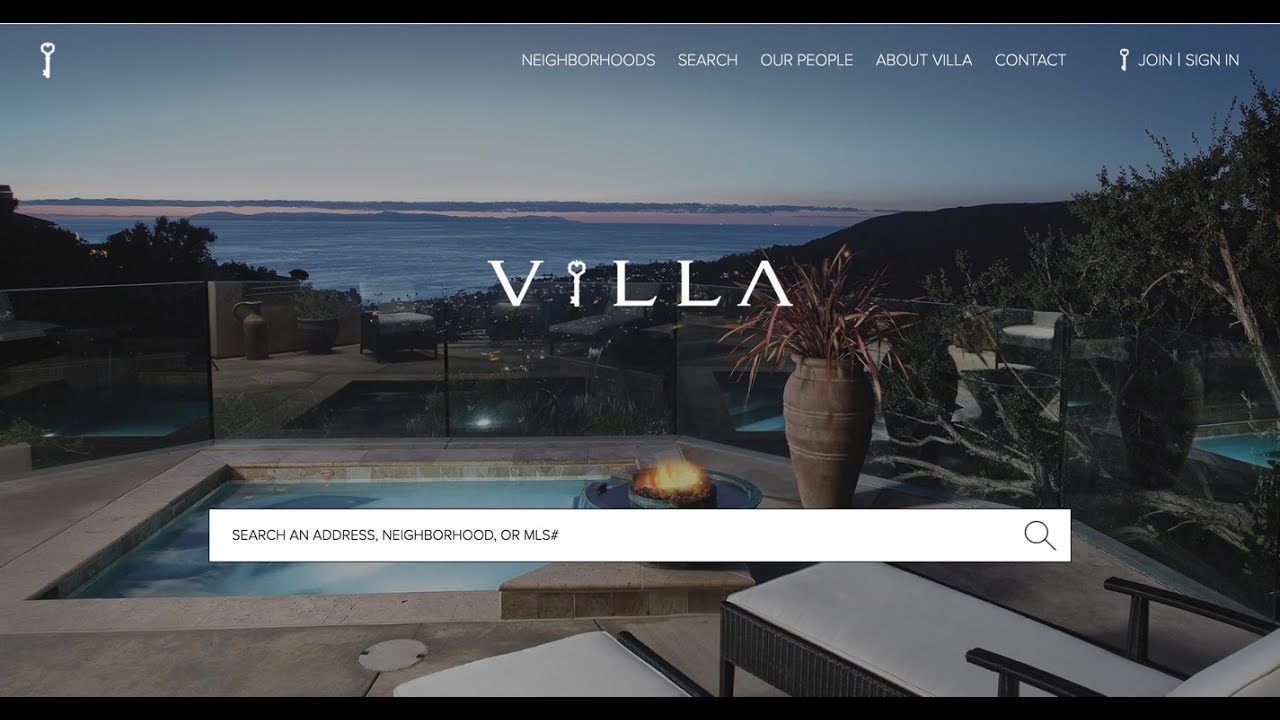 NEIGHBORHOODS SEARCH OUR PEOPLE ABOUT VILLA CONTACT JOIN | SIGN IN
VILLA
SEARCH AN ADDRESS, NEIGHBORHOOD, OR MLS#